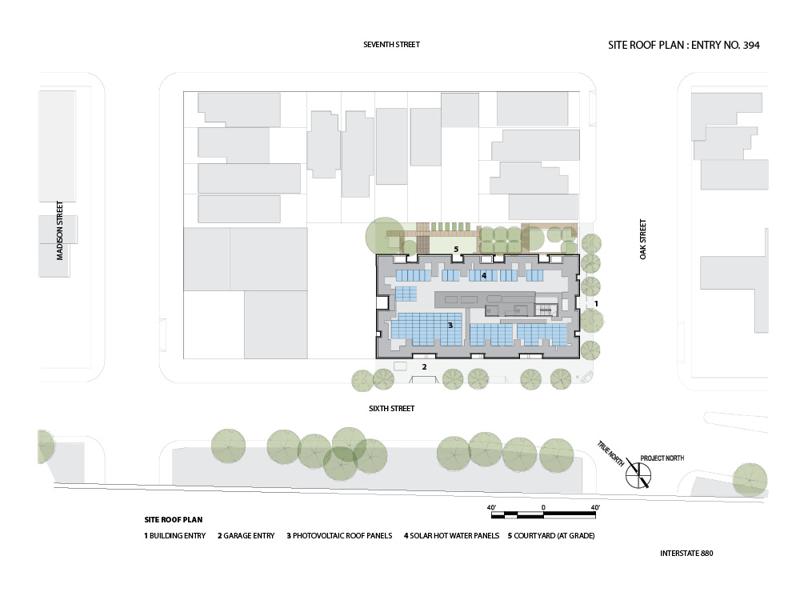 SEVENTH STREET
SITE ROOF PLAN : ENTRY NO. 394
MADISON STREET
OAK STREET
5
4
1
3
2
SIXTH STREET
TRUE NORTH
PROJECT NORTH
40' 0 40'
SITE ROOF PLAN
1 BUILDING ENTRY 2 GARAGE ENTRY 3 PHOTOVOLTAIC ROOF PANELS 4 SOLAR HOT WATER PANELS 5 COURTYARD (AT GRADE)
INTERSTATE 880